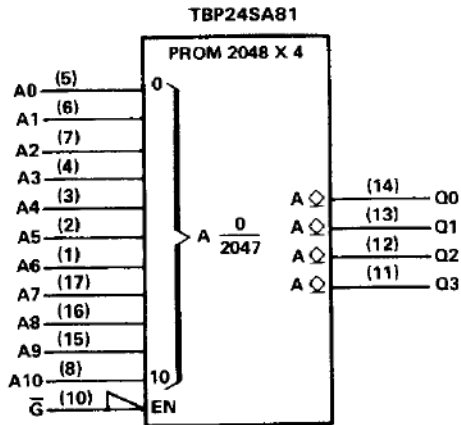 TBP24SA81
PROM 2048 X 4
A0 (5) 0
A1 (6)
A2 (7)
A3 (4)
A4 (3)
A5 (2)
A6 (1)
A7 (17)
A8 (16)
A9 (15)
A10 (8) 10
G̅ (10) EN
A 0/2047
A (14) Q0
A (13) Q1
A (12) Q2
A (11) Q3